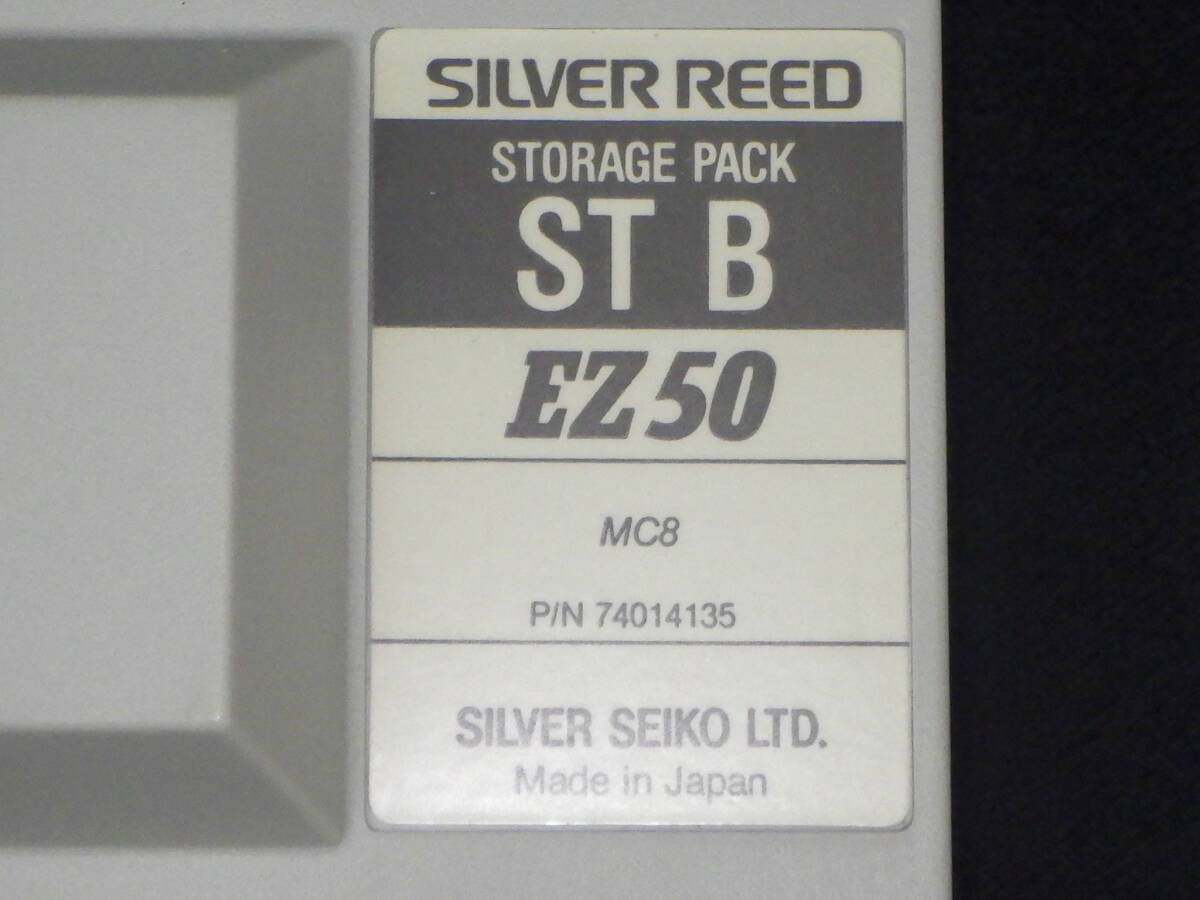 SILVER REED
STORAGE PACK
ST B
EZ50
MC8
P/N 74014135
SILVER SEIKO LTD.
Made in Japan